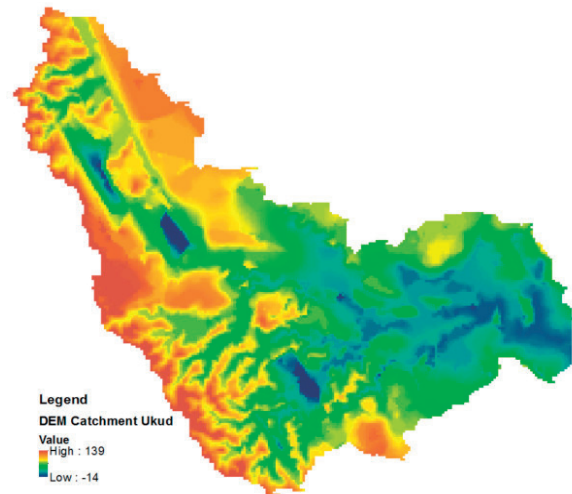 Legend
DEM Catchment Ukud
Value
High : 139
Low : -14